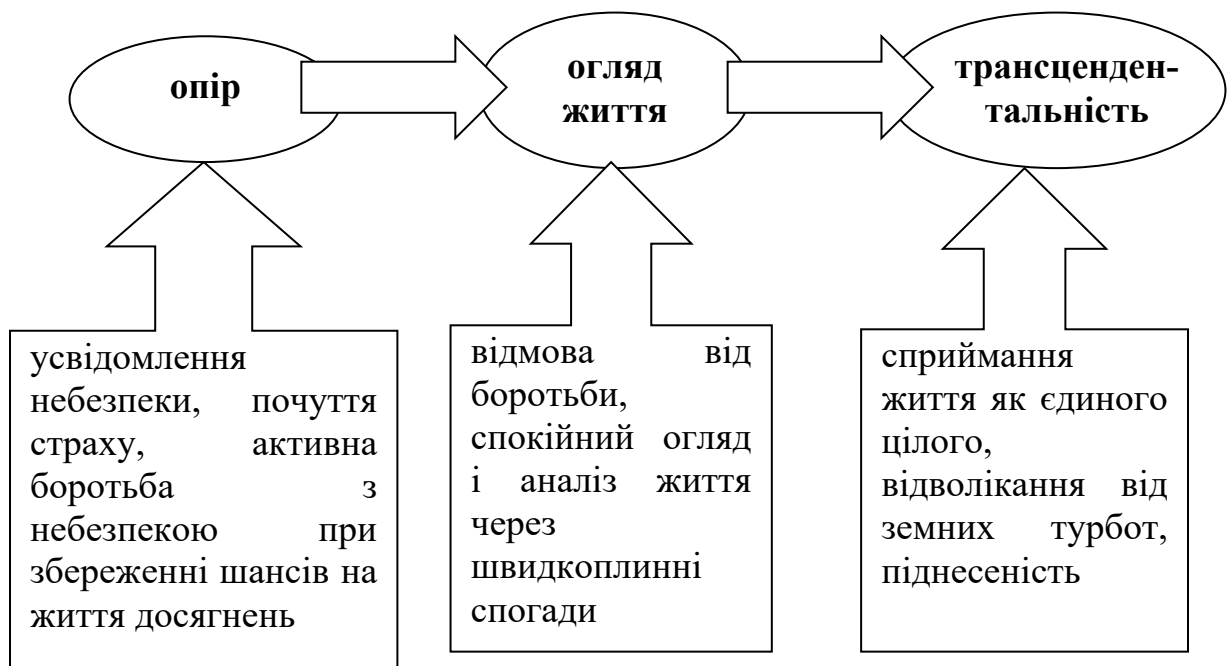 опір
огляд
життя
трансценден-
тальність
усвідомлення
небезпеки, почуття
страху, активна
боротьба з
небезпекою при
збереженні шансів на
життя досягнень
відмова від
боротьби,
спокійний огляд
і аналіз життя
через
швидкоплинні
спогади
сприймання
життя як єдиного
цілого,
відволікання від
земних турбот,
піднесеність